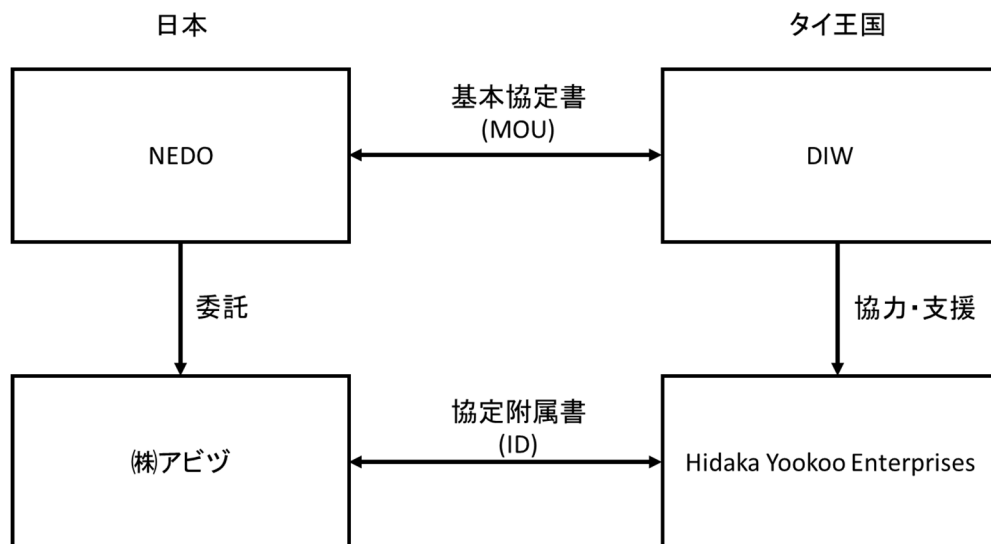 日本
タイ王国
基本協定書
(MOU)
NEDO
DIW
委託
協力・支援
協定附属書
(ID)
㈱アビヅ
Hidaka Yookoo Enterprises